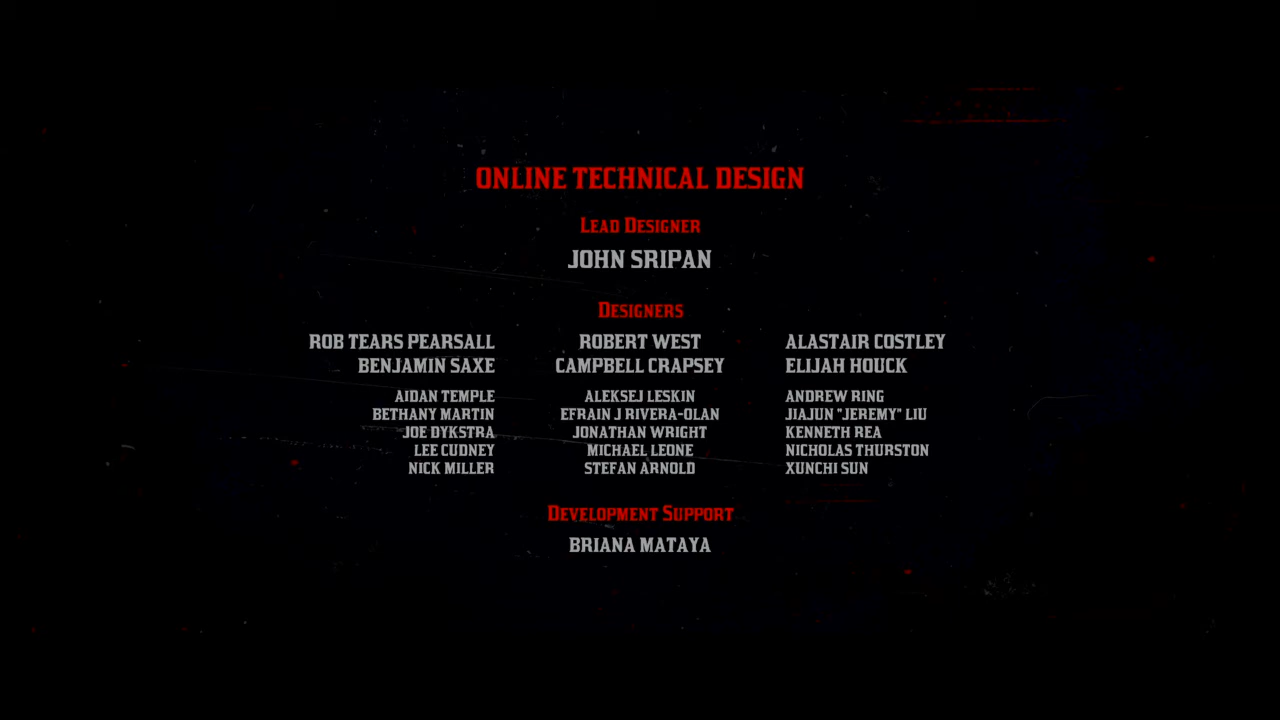 ONLINE TECHNICAL DESIGN
LEAD DESIGNER
JOHN SRIPAN
DESIGNERS
ROB TEARS PEARSALL ROBERT WEST ALASTAIR COSTLEY
BENJAMIN SAXE CAMPBELL CRAPSEY ELIJAH HOUCK
AIDAN TEMPLE ALEKSEJ LESKIN ANDREW RING
BETHANY MARTIN EFRAIN J RIVERA-OLAN JIAJUN "JEREMY" LIU
JOE DYKSTRA JONATHAN WRIGHT KENNETH REA
LEE CUDNEY MICHAEL LEONE NICHOLAS THURSTON
NICK MILLER STEFAN ARNOLD XUNCHI SUN
DEVELOPMENT SUPPORT
BRIANA MATAYA